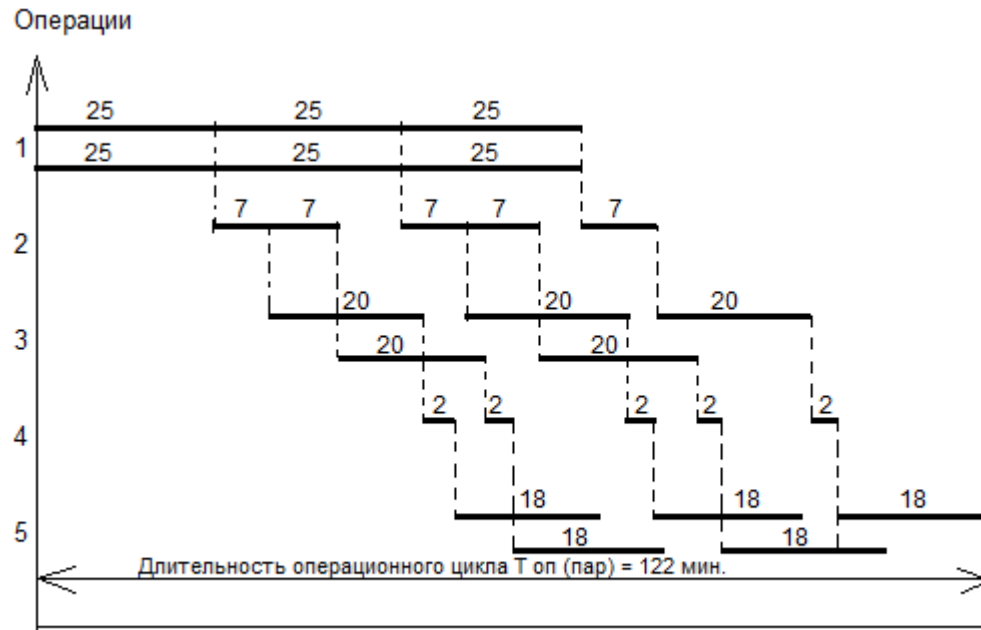 Операции
25 25 25
1
25 25 25
7 7 7 7 7
2
20 20 20
3
20 20
2 2 2 2 2
4
18 18 18
5
18 18
Длительность операционного цикла Т оп (пар) = 122 мин.